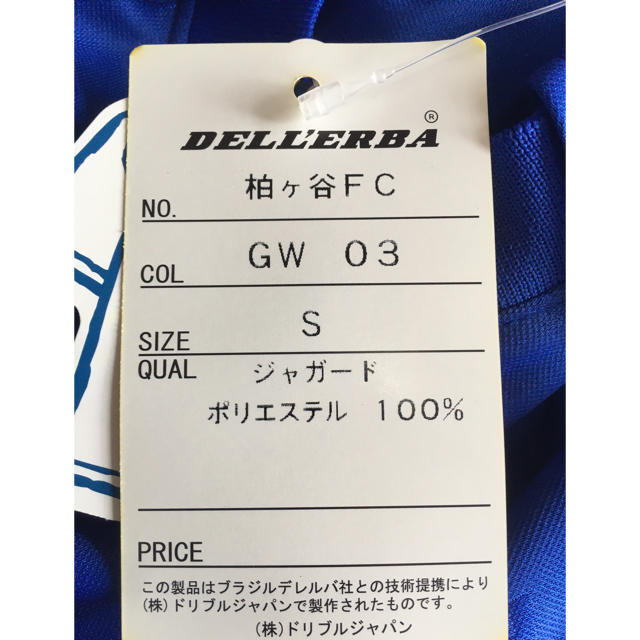 DELL'ERBA ®
NO. 柏ヶ谷FC
COL GW 03
SIZE S
QUAL ジャガード
ポリエステル 100%
PRICE
この製品はブラジルデレルバ社との技術提携により
(株)ドリブルジャパンで製作されたものです。
(株)ドリブルジャパン